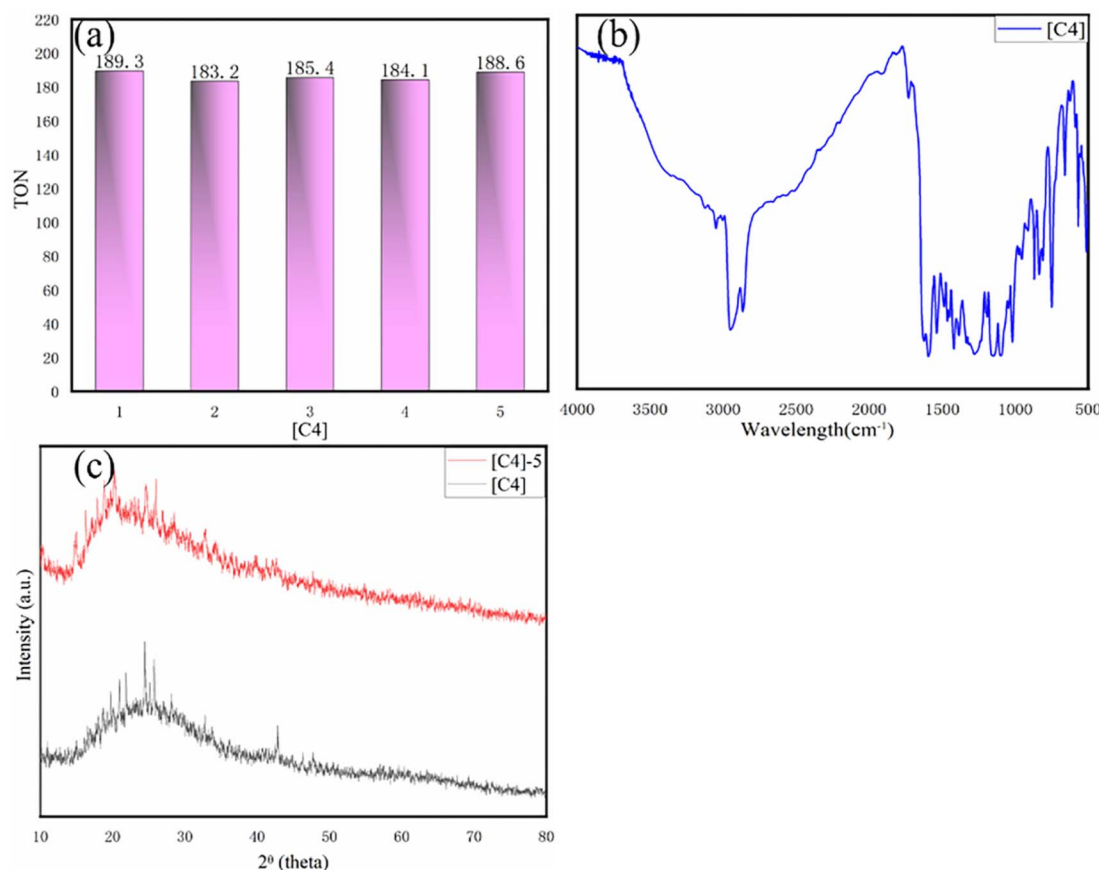 (a)
TON
220
200
180
160
140
120
100
80
60
40
20
0
189.3
183.2
185.4
184.1
188.6
1 2 3 4 5
[C4]
(b)
[C4]
4000 3500 3000 2500 2000 1500 1000 500
Wavelength(cm⁻¹)
(c)
[C4]-5
[C4]
Intensity (a.u.)
10 20 30 40 50 60 70 80
2θ (theta)